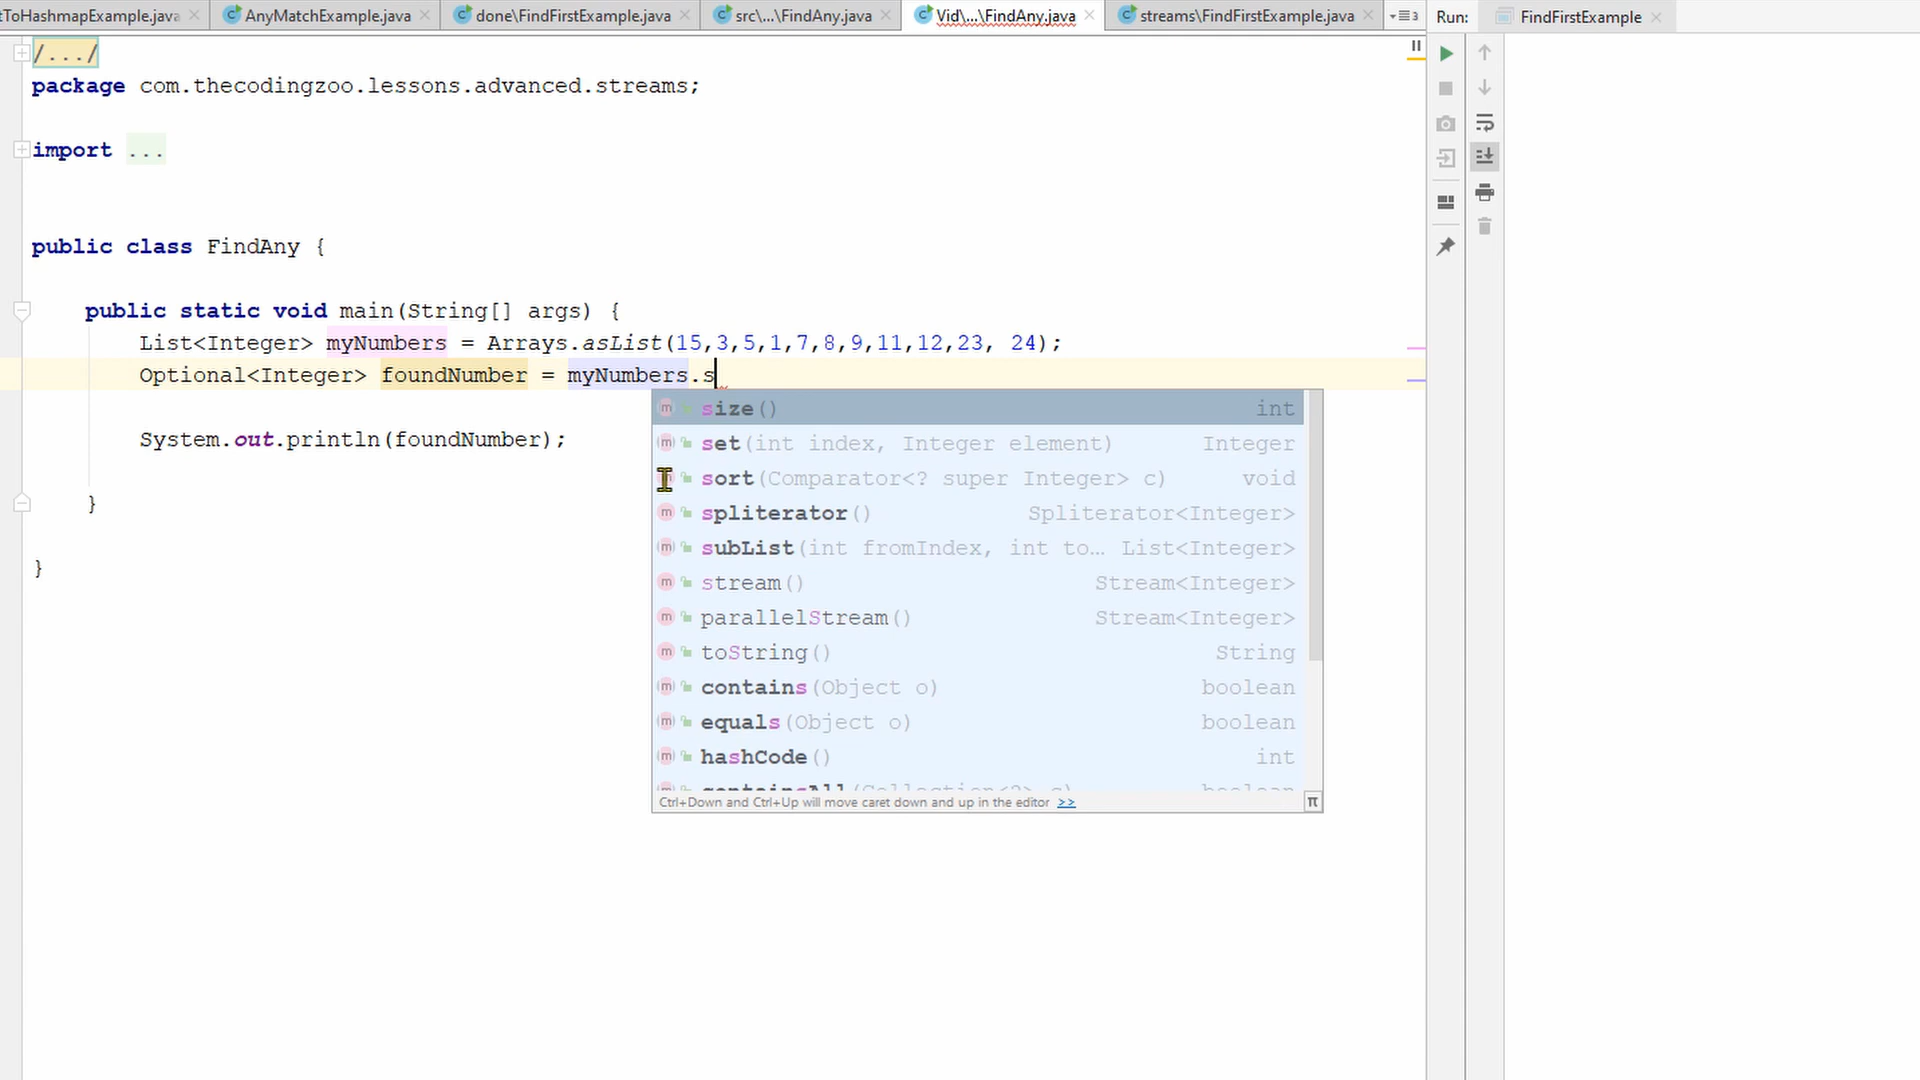 tToHashmapExample.java AnyMatchExample.java done\FindFirstExample.java src\...\FindAny.java Vid\...\FindAny.java streams\FindFirstExample.java 3 Run: FindFirstExample
/.../
package com.thecodingzoo.lessons.advanced.streams;
import ...
public class FindAny {
public static void main(String[] args) {
List<Integer> myNumbers = Arrays.asList(15,3,5,1,7,8,9,11,12,23, 24);
Optional<Integer> foundNumber = myNumbers.s
size() int
System.out.println(foundNumber);
set(int index, Integer element) Integer
sort(Comparator<? super Integer> c) void
}
spliterator() Spliterator<Integer>
subList(int fromIndex, int to… List<Integer>
}
stream() Stream<Integer>
parallelStream() Stream<Integer>
toString() String
contains(Object o) boolean
equals(Object o) boolean
hashCode() int
containsAll(Collection<?> c) boolean
Ctrl+Down and Ctrl+Up will move caret down and up in the editor >> π